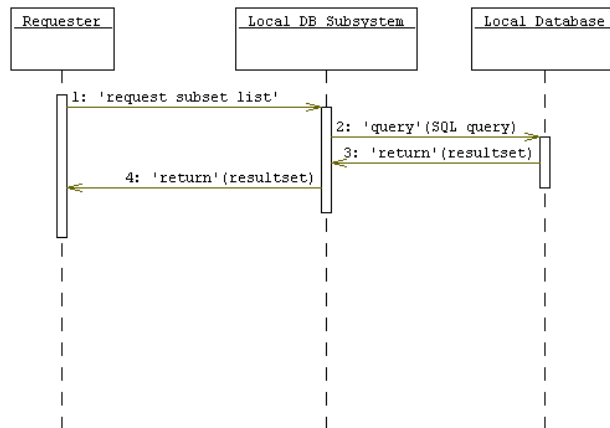 Requester
Local DB Subsystem
Local Database
1: 'request subset list'
2: 'query'(SQL query)
3: 'return'(resultset)
4: 'return'(resultset)